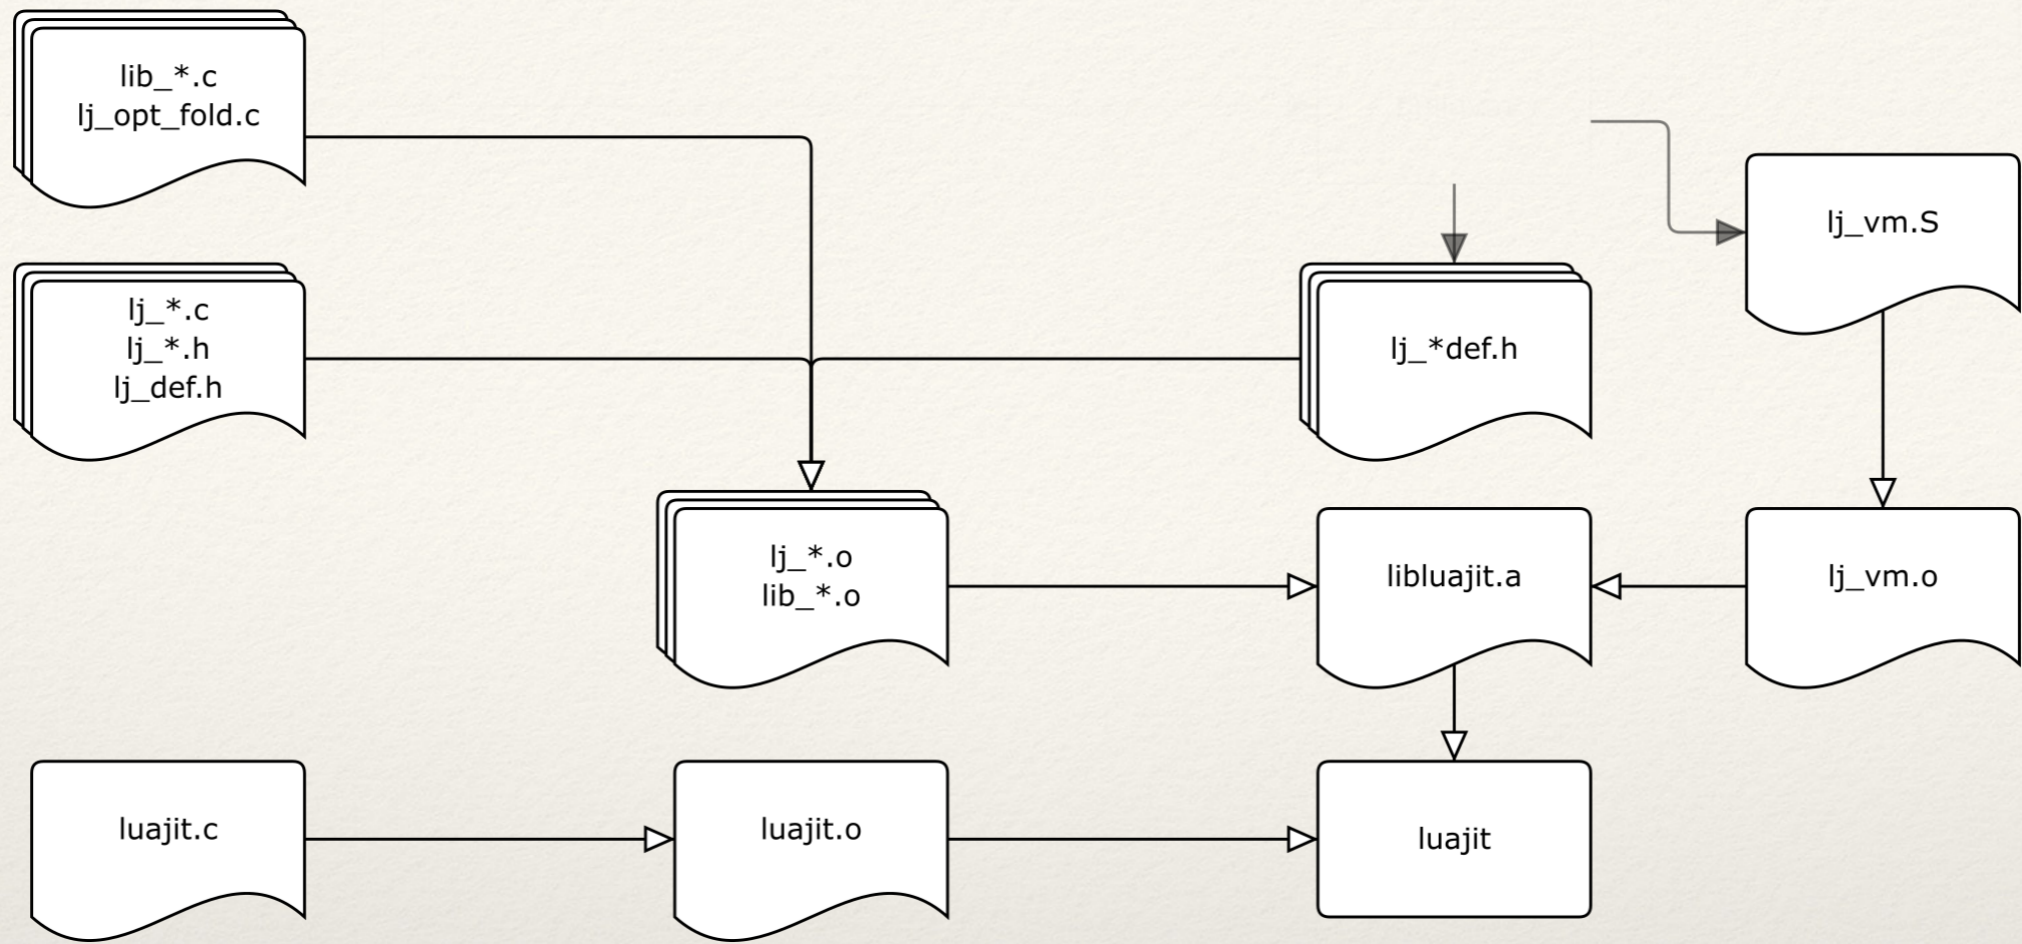 lib_*.c
lj_opt_fold.c
lj_vm.S
lj_*.c
lj_*.h
lj_def.h
lj_*def.h
lj_*.o
lib_*.o
libluajit.a
lj_vm.o
luajit.c
luajit.o
luajit